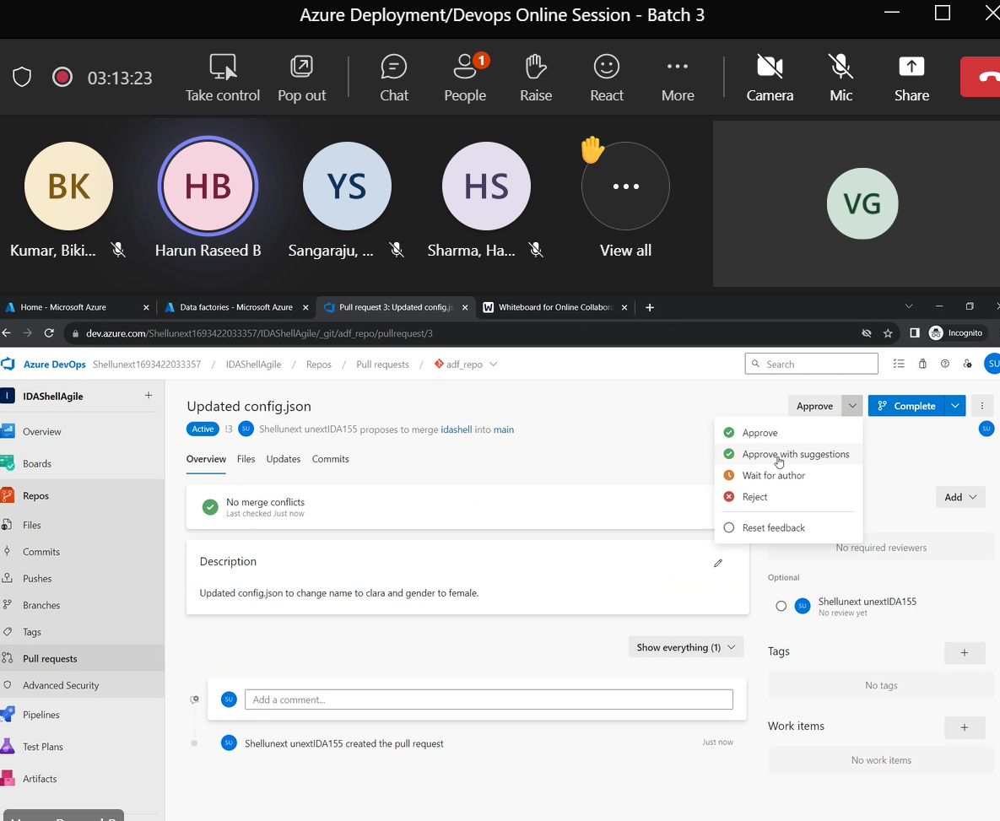 Azure Deployment/Devops Online Session - Batch 3
03:13:23
Take control
Pop out
Chat
1
People
Raise
React
More
Camera
Mic
Share
BK
HB
YS
HS
VG
Kumar, Biki...
Harun Raseed B
Sangaraju, ...
Sharma, Ha...
View all
Home - Microsoft Azure
Data factories - Microsoft Azure
Pull request 3: Updated config.js
Whiteboard for Online Collabora
dev.azure.com/Shellunext1693422033357/IDAShellAgile/_git/adf_repo/pullrequest/3
Incognito
Azure DevOps Shellunext1693422033357 / IDAShellAgile / Repos / Pull requests / adf_repo
Search
SU
I IDAShellAgile +
Overview
Boards
Repos
Files
Commits
Pushes
Branches
Tags
Pull requests
Advanced Security
Pipelines
Test Plans
Artifacts
Updated config.json
Approve
Complete
Active !3 SU Shellunext unextIDA155 proposes to merge idashell into main
SU
Overview Files Updates Commits
Approve
Approve with suggestions
Wait for author
Reject
Reset feedback
No merge conflicts
Last checked Just now
Add
No required reviewers
Description
Updated config.json to change name to clara and gender to female.
Optional
SU Shellunext unextIDA155
No review yet
Show everything (1)
Tags
No tags
SU Add a comment...
Work items
No work items
SU Shellunext unextIDA155 created the pull request
Just now